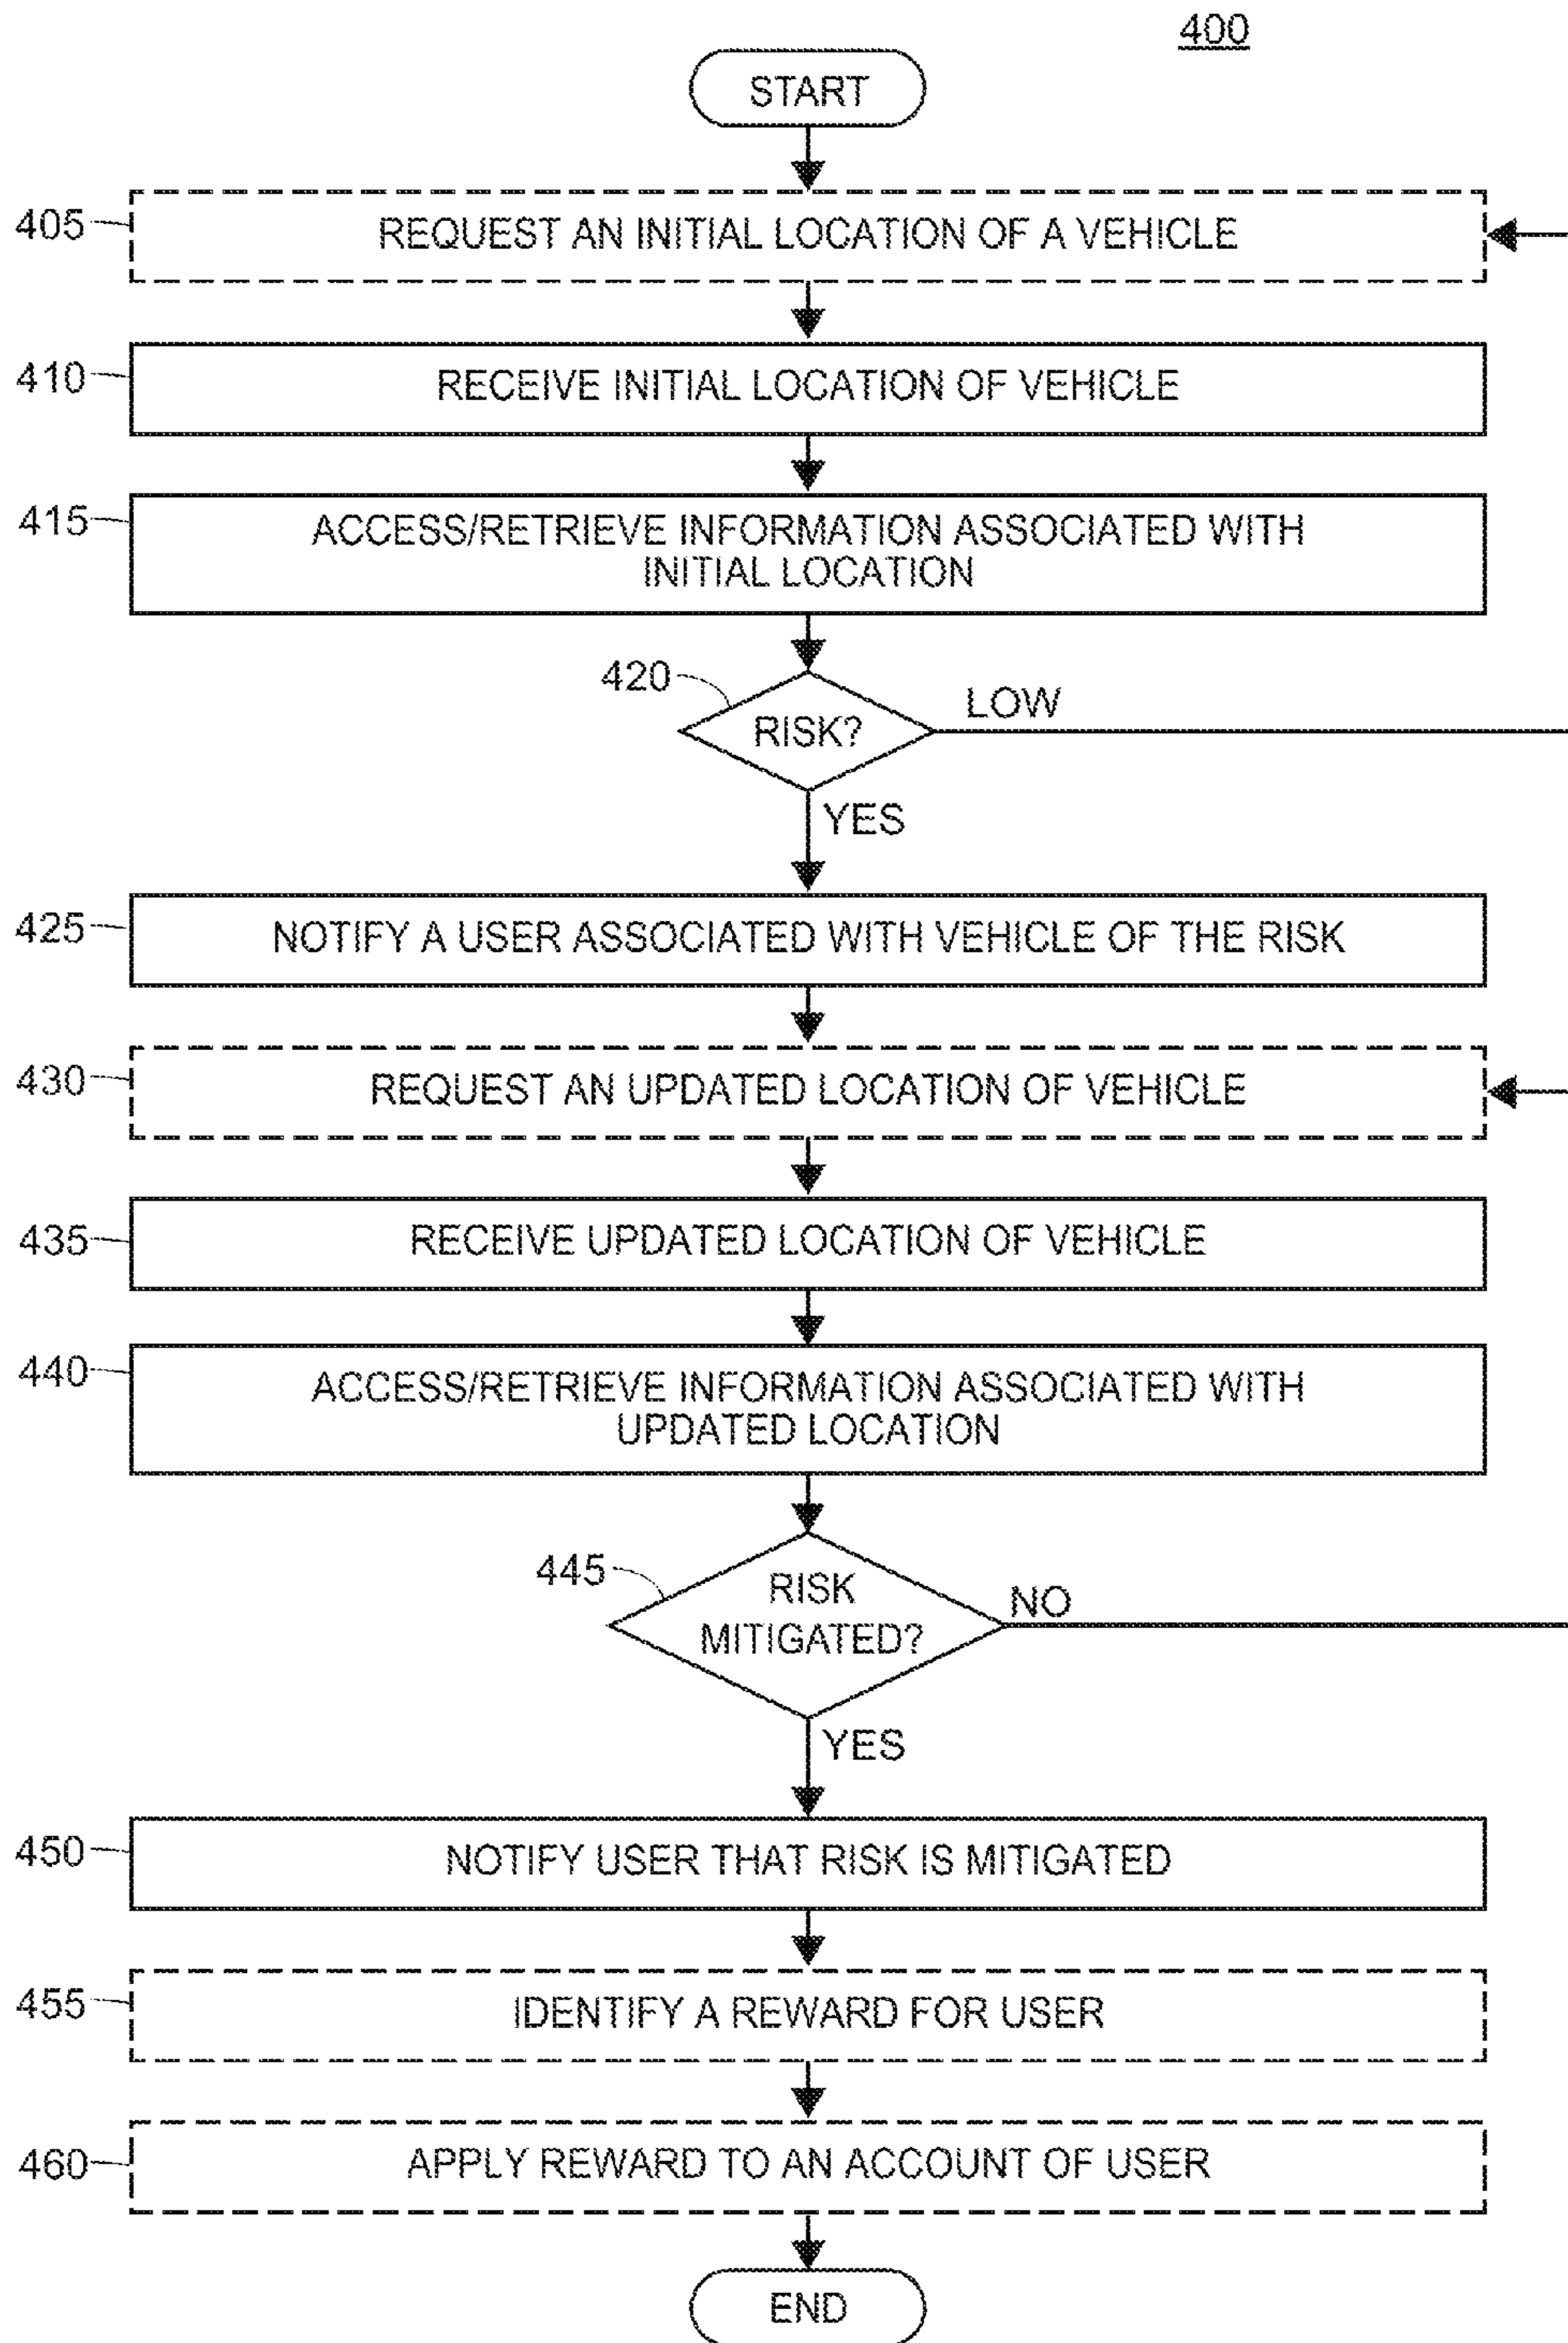 400
START
405
REQUEST AN INITIAL LOCATION OF A VEHICLE
410
RECEIVE INITIAL LOCATION OF VEHICLE
415
ACCESS/RETRIEVE INFORMATION ASSOCIATED WITH
INITIAL LOCATION
420
RISK?
LOW
YES
425
NOTIFY A USER ASSOCIATED WITH VEHICLE OF THE RISK
430
REQUEST AN UPDATED LOCATION OF VEHICLE
435
RECEIVE UPDATED LOCATION OF VEHICLE
440
ACCESS/RETRIEVE INFORMATION ASSOCIATED WITH
UPDATED LOCATION
445
RISK
MITIGATED?
NO
YES
450
NOTIFY USER THAT RISK IS MITIGATED
455
IDENTIFY A REWARD FOR USER
460
APPLY REWARD TO AN ACCOUNT OF USER
END